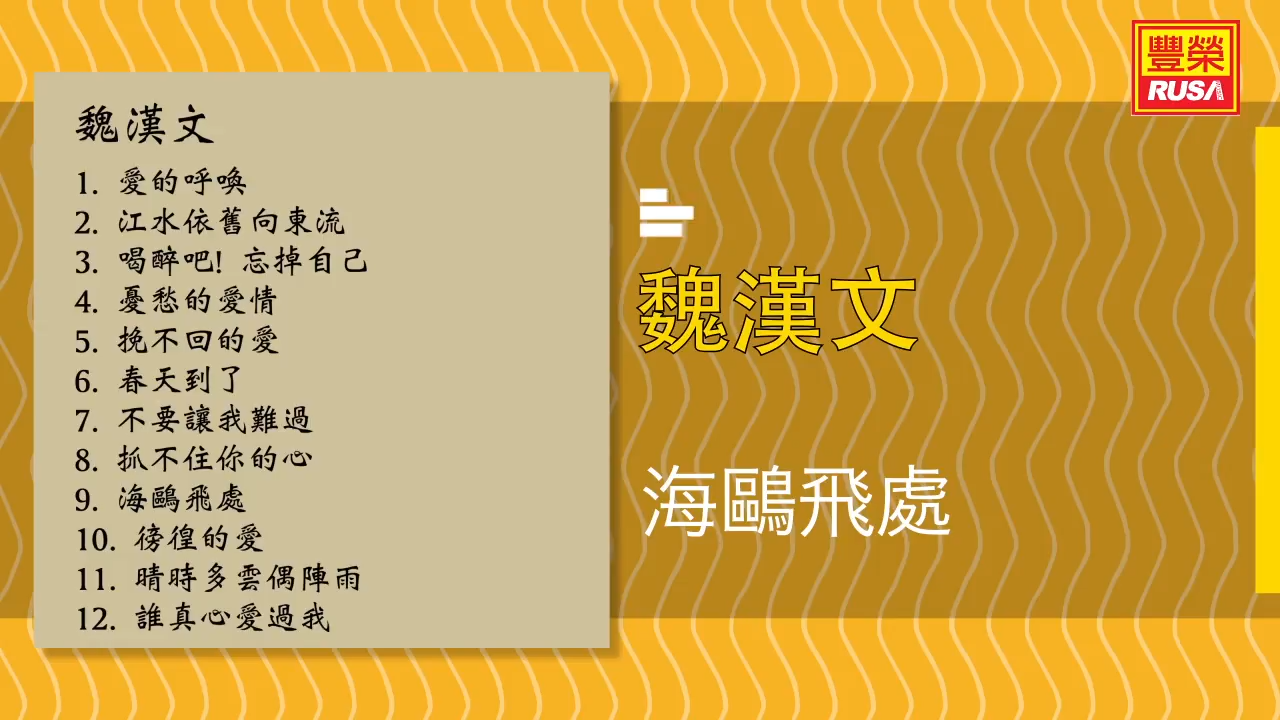 魏漢文
1. 愛的呼喚
2. 江水依舊向東流
3. 喝醉吧! 忘掉自己
4. 憂愁的愛情
5. 挽不回的愛
6. 春天到了
7. 不要讓我難過
8. 抓不住你的心
9. 海鷗飛處
10. 徬徨的愛
11. 晴時多雲偶陣雨
12. 誰真心愛過我
豐榮
RUSA
魏漢文
海鷗飛處